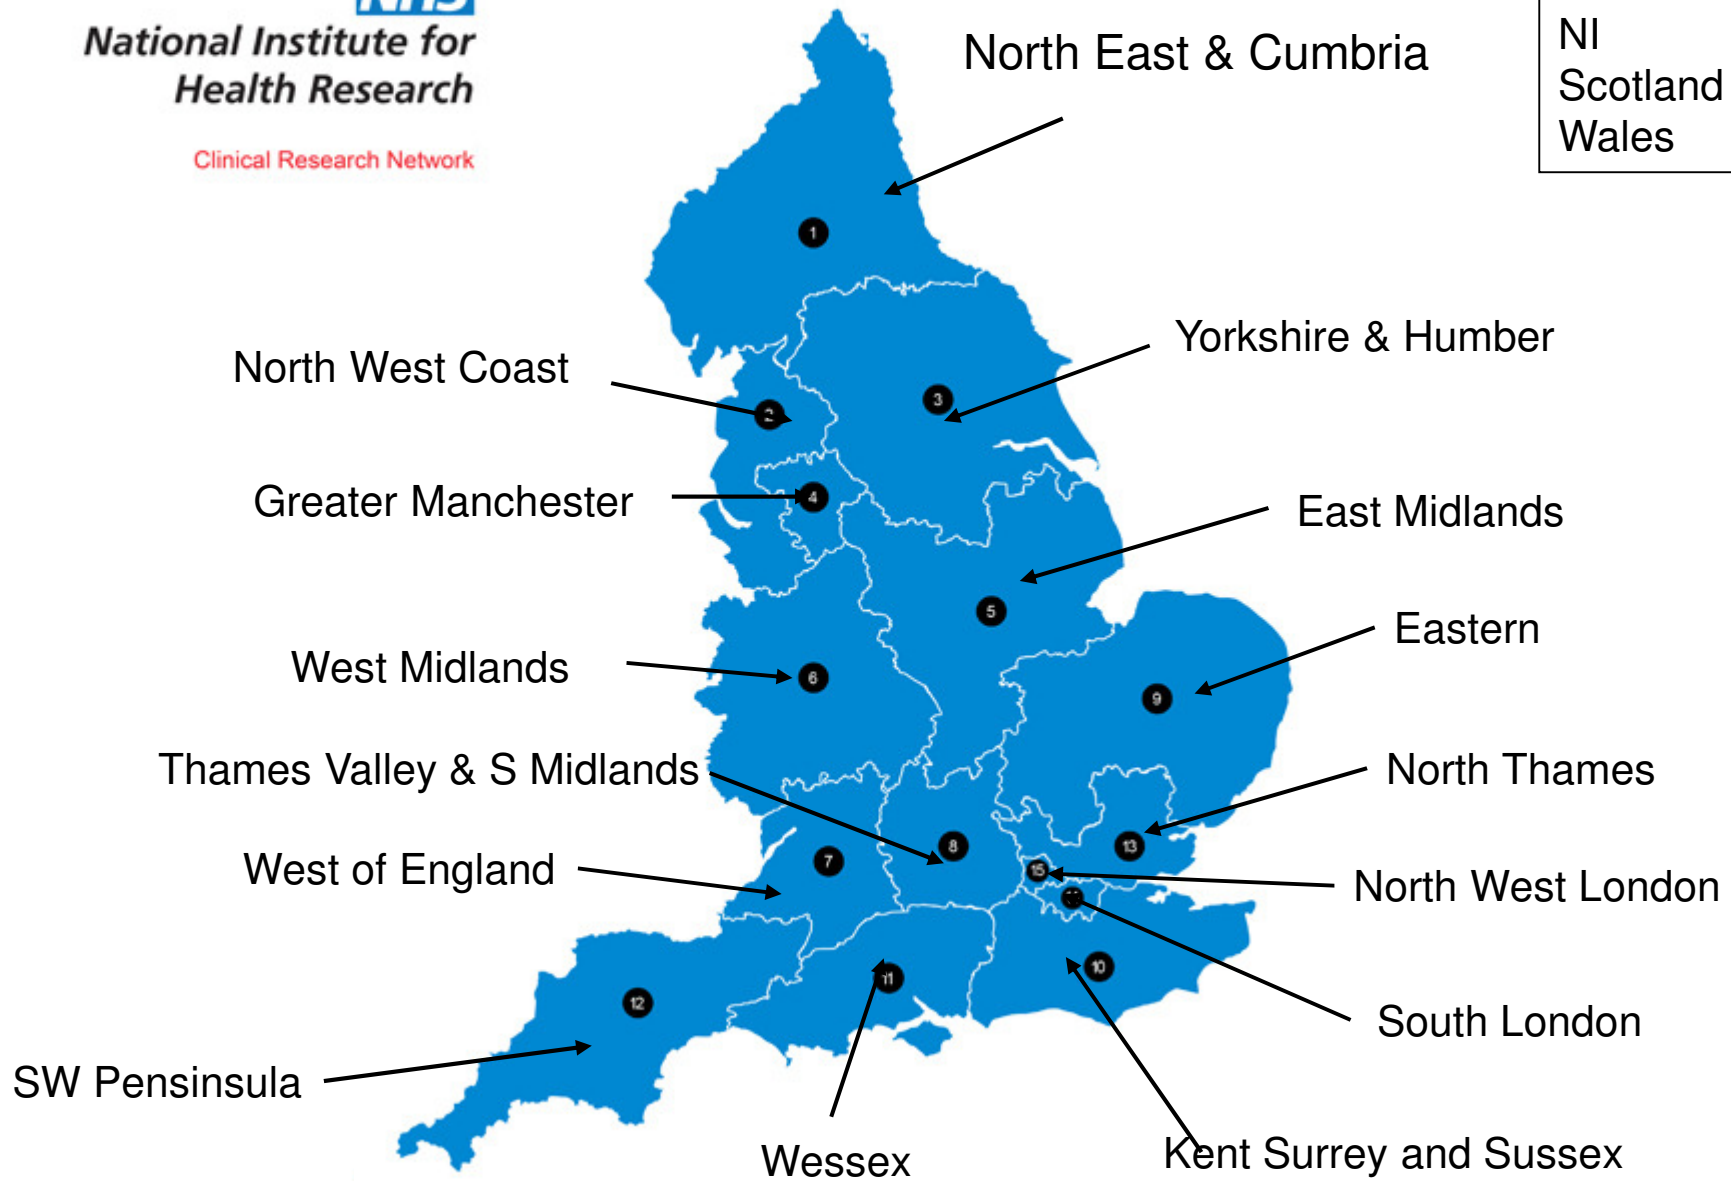 NHS
National Institute for
Health Research
Clinical Research Network
North East & Cumbria
NI
Scotland
Wales
1
Yorkshire & Humber
North West Coast
2
3
Greater Manchester
4
East Midlands
5
Eastern
West Midlands
6
9
Thames Valley & S Midlands
North Thames
8
13
7
West of England
15
North West London
10
11
South London
12
SW Pensinsula
Wessex
Kent Surrey and Sussex